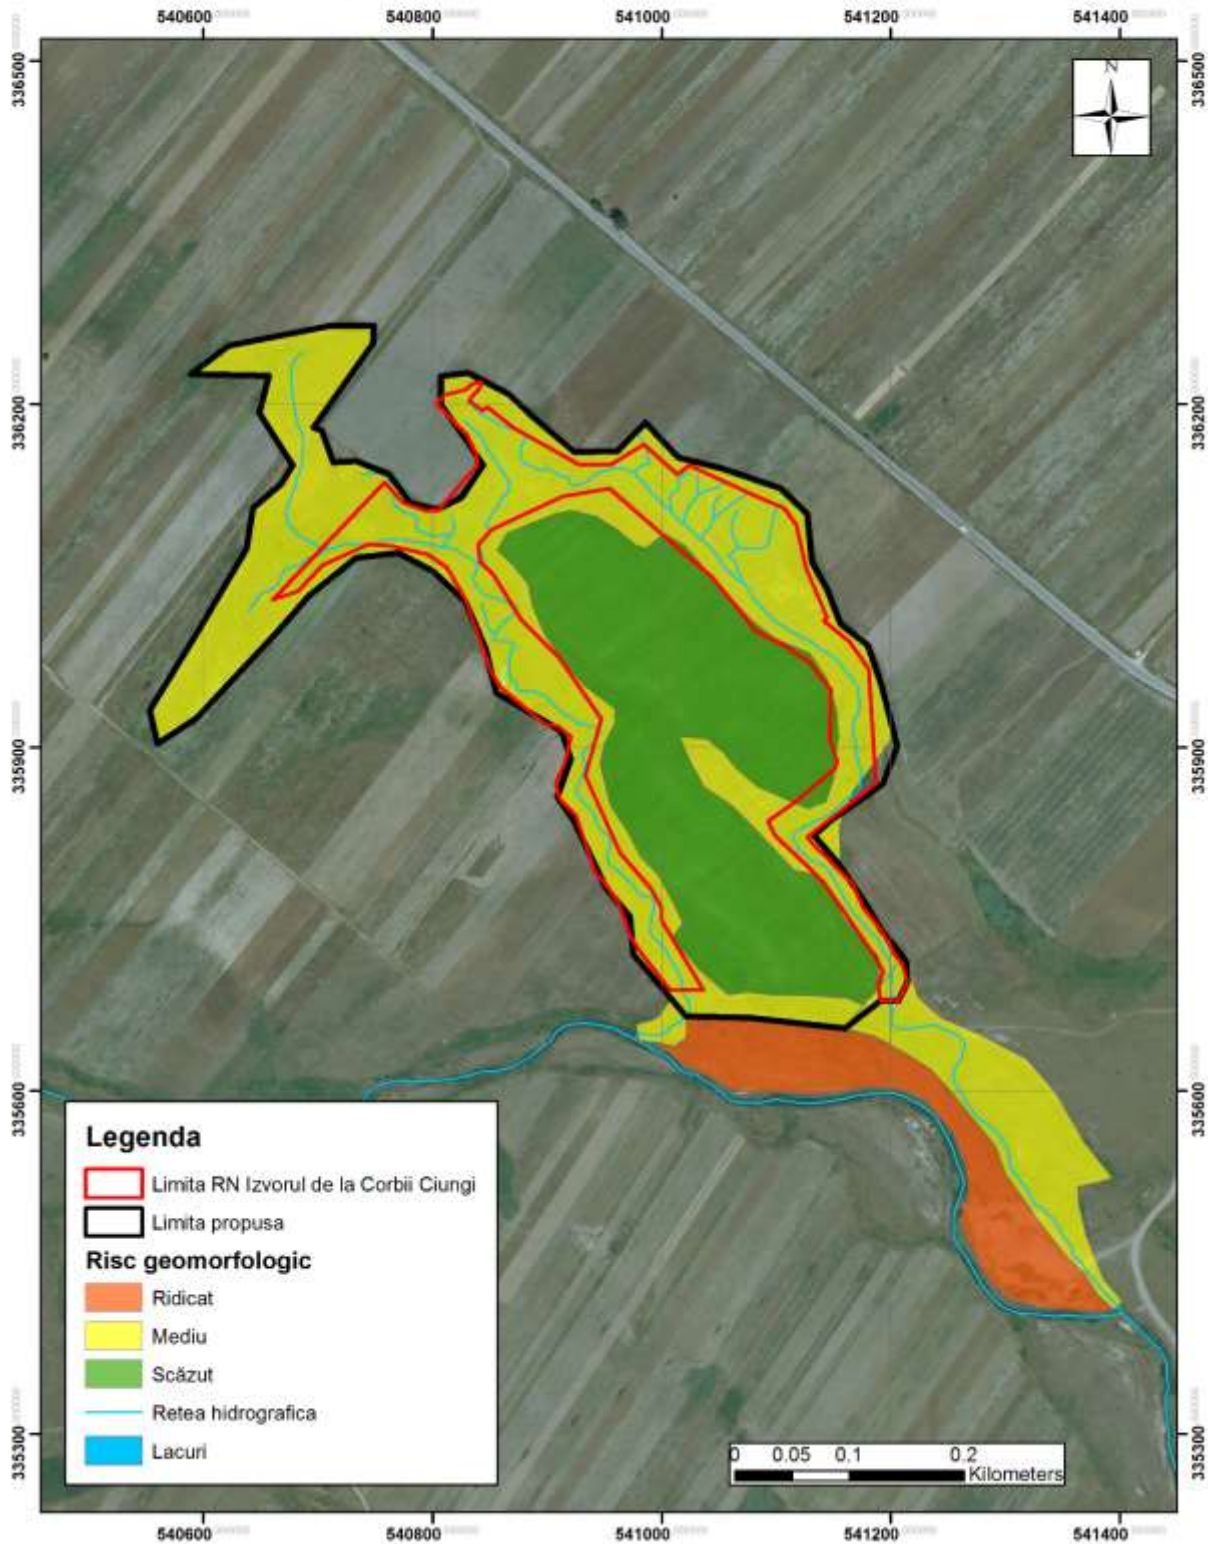 540600 540800 541000 541200 541400
336500 336500
N
336200 336200
335900 335900
335600 335600
Legenda
Limita RN Izvorul de la Corbii Ciungi
Limita propusa
Risc geomorfologic
Ridicat
Mediu
Scăzut
Retea hidrografica
Lacuri
335300 335300
0 0.05 0.1 0.2
Kilometers
540600 540800 541000 541200 541400